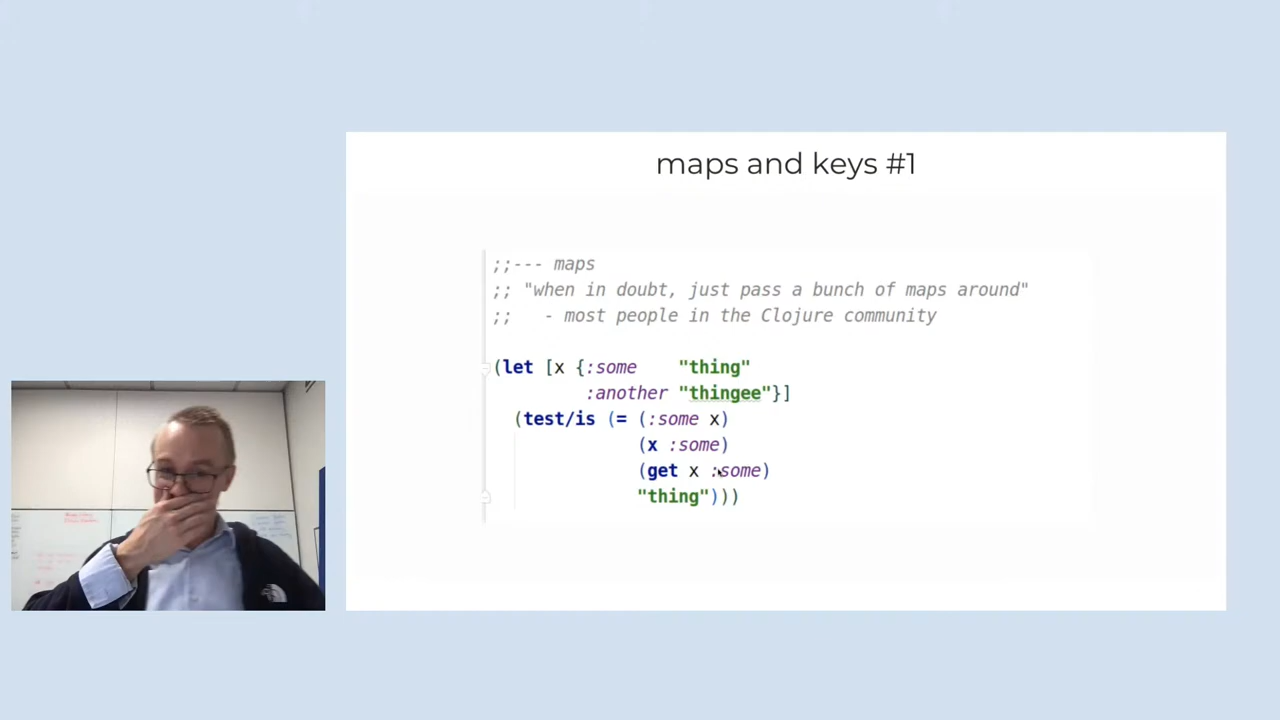 maps and keys #1
;;--- maps
;; "when in doubt, just pass a bunch of maps around"
;;   - most people in the Clojure community
(let [x {:some    "thing"
         :another "thingee"}]
  (test/is (= (:some x)
              (x :some)
              (get x :some)
              "thing")))